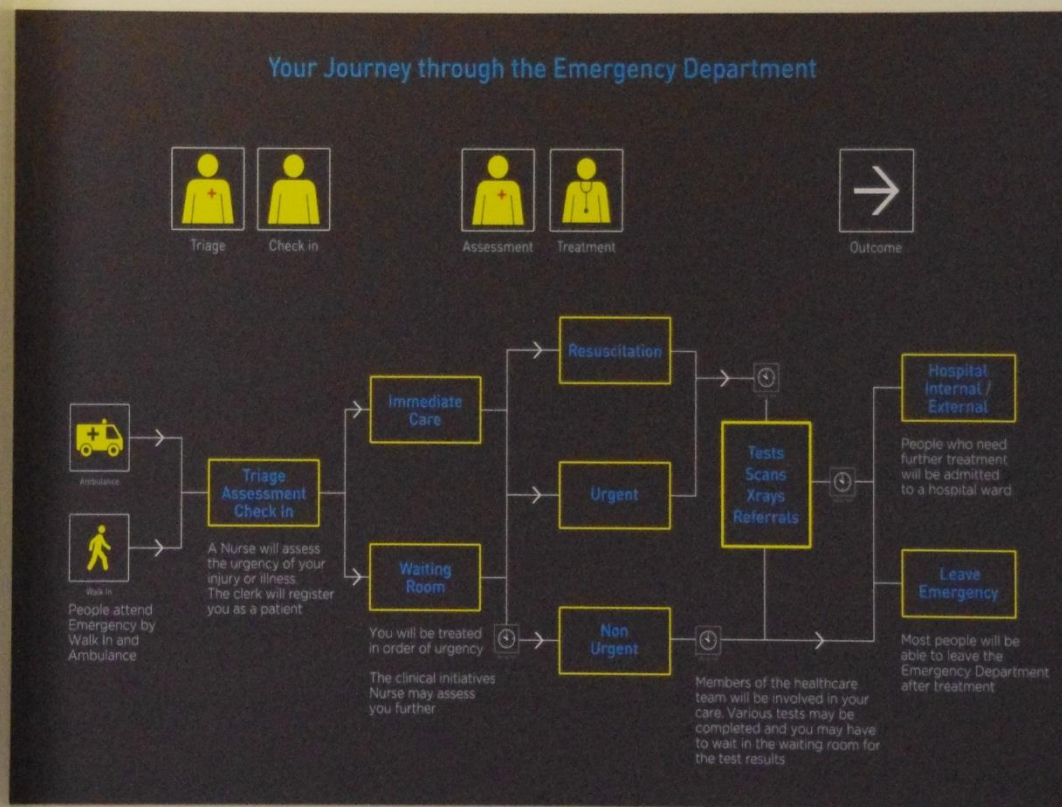 Your Journey through the Emergency Department
Triage
Check in
Assessment
Treatment
Outcome
Ambulance
Walk In
People attend
Emergency by
Walk In and
Ambulance
Triage
Assessment
Check In
A Nurse will assess
the urgency of your
injury or illness.
The clerk will register
you as a patient
Immediate
Care
Waiting
Room
You will be treated
in order of urgency
The clinical initiatives
Nurse may assess
you further
Resuscitation
Urgent
Non
Urgent
Tests
Scans
Xrays
Referrals
Members of the healthcare
team will be involved in your
care. Various tests may be
completed and you may have
to wait in the waiting room for
the test results
Hospital
Internal /
External
People who need
further treatment
will be admitted
to a hospital ward
Leave
Emergency
Most people will be
able to leave the
Emergency Department
after treatment